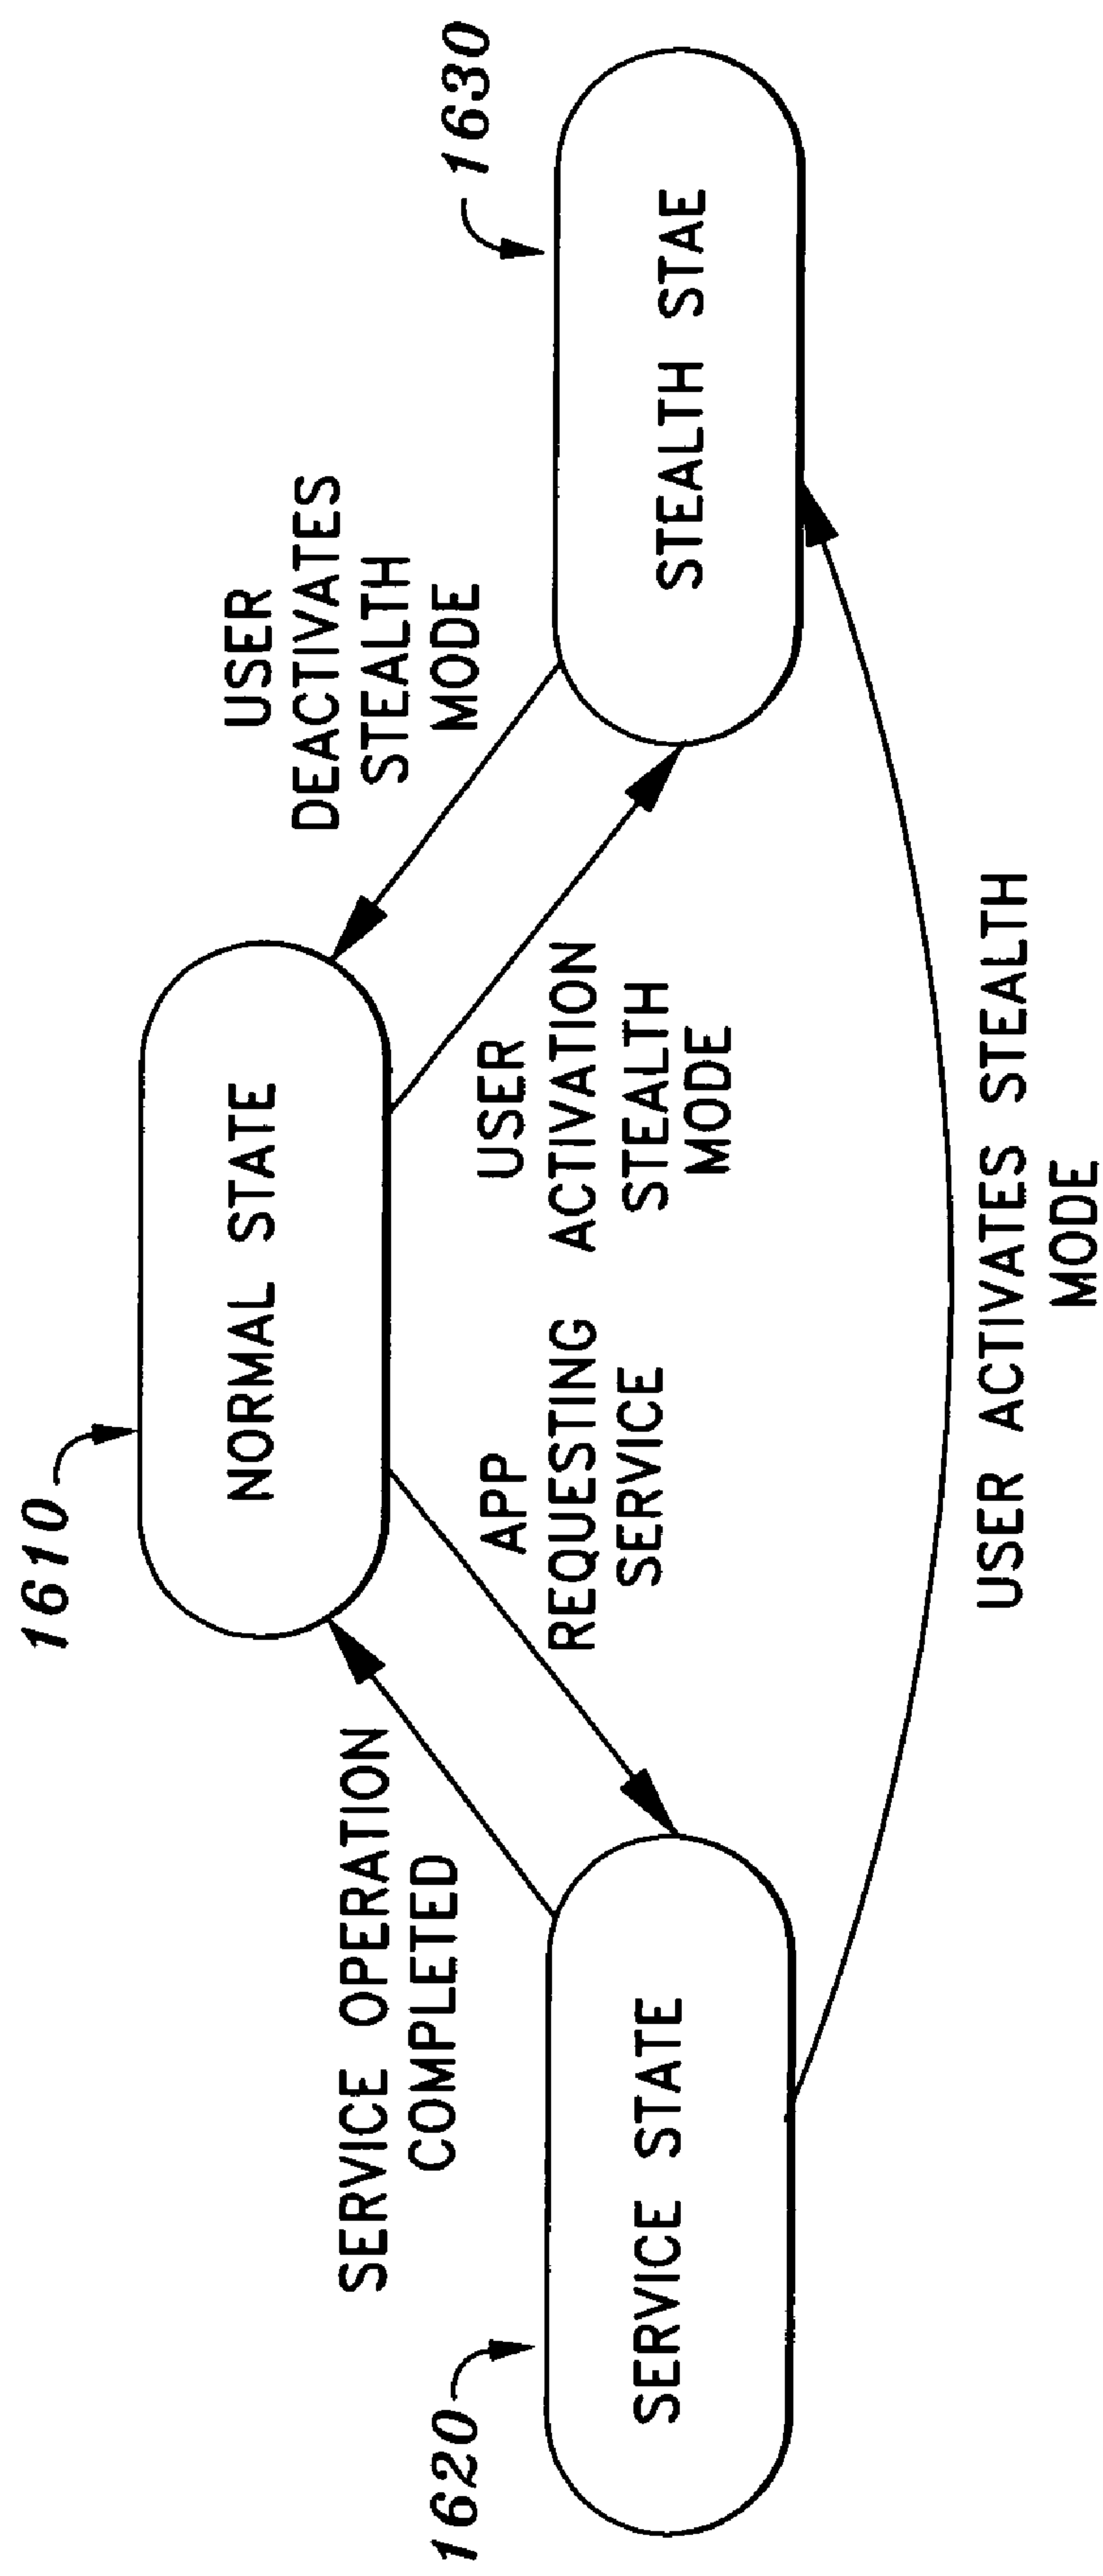 1610
NORMAL STATE
SERVICE OPERATION
COMPLETED
USER
DEACTIVATES
STEALTH
MODE
APP
REQUESTING
SERVICE
USER
ACTIVATION
STEALTH
MODE
1620
SERVICE STATE
1630
STEALTH STAE
USER ACTIVATES STEALTH
MODE